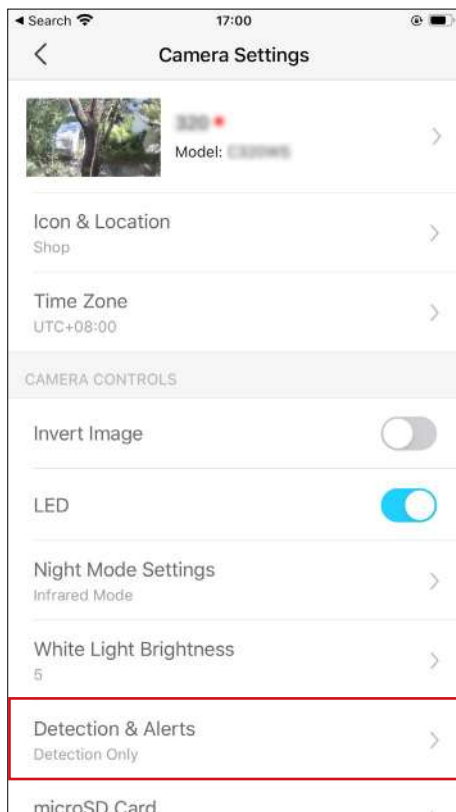 Search
17:00
Camera Settings
Model:
Icon & Location
Shop
Time Zone
UTC+08:00
CAMERA CONTROLS
Invert Image
LED
Night Mode Settings
Infrared Mode
White Light Brightness
5
Detection & Alerts
Detection Only
microSD Card